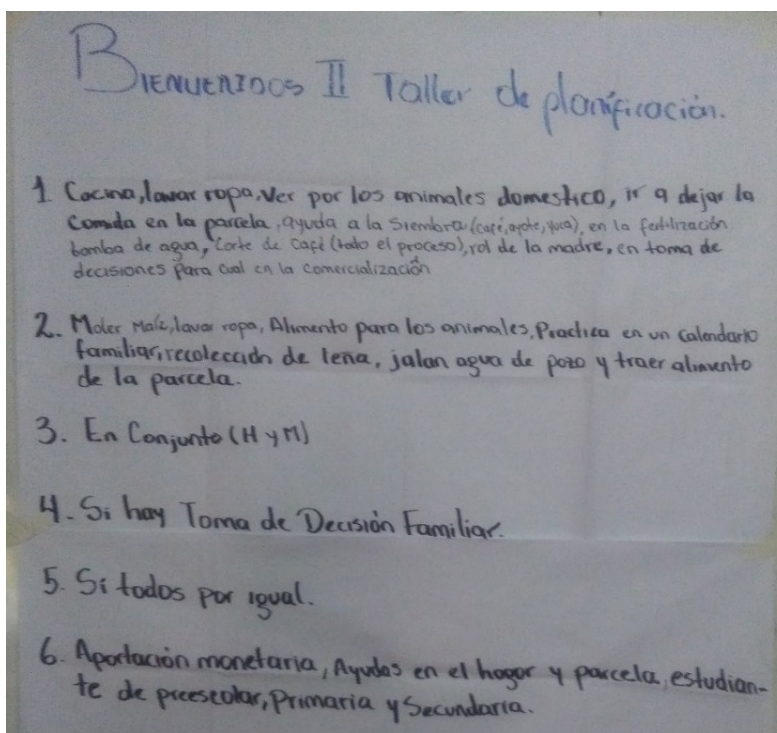 BIENVENIDOS II Taller de planificación.
1. Cocina, lavar ropa, ver por los animales domestico, ir a dejar la
comida en la parcela, ayuda a la siembra (café, ayote, yuca), en la fertilización
bomba de agua, corte de café (todo el proceso), rol de la madre, en toma de
decisiones para cual en la comercialización
2. Moler Maíz, lavar ropa, Alimento para los animales, Practica en un calendario
familiar, recolección de leña, jalan agua de pozo y traer alimento
de la parcela.
3. En Conjunto (H y M)
4. Si hay Toma de Decisión Familiar.
5. Si todos por igual.
6. Aportación monetaria, Ayudas en el hogar y parcela, estudian-
te de preescolar, Primaria y Secundaria.